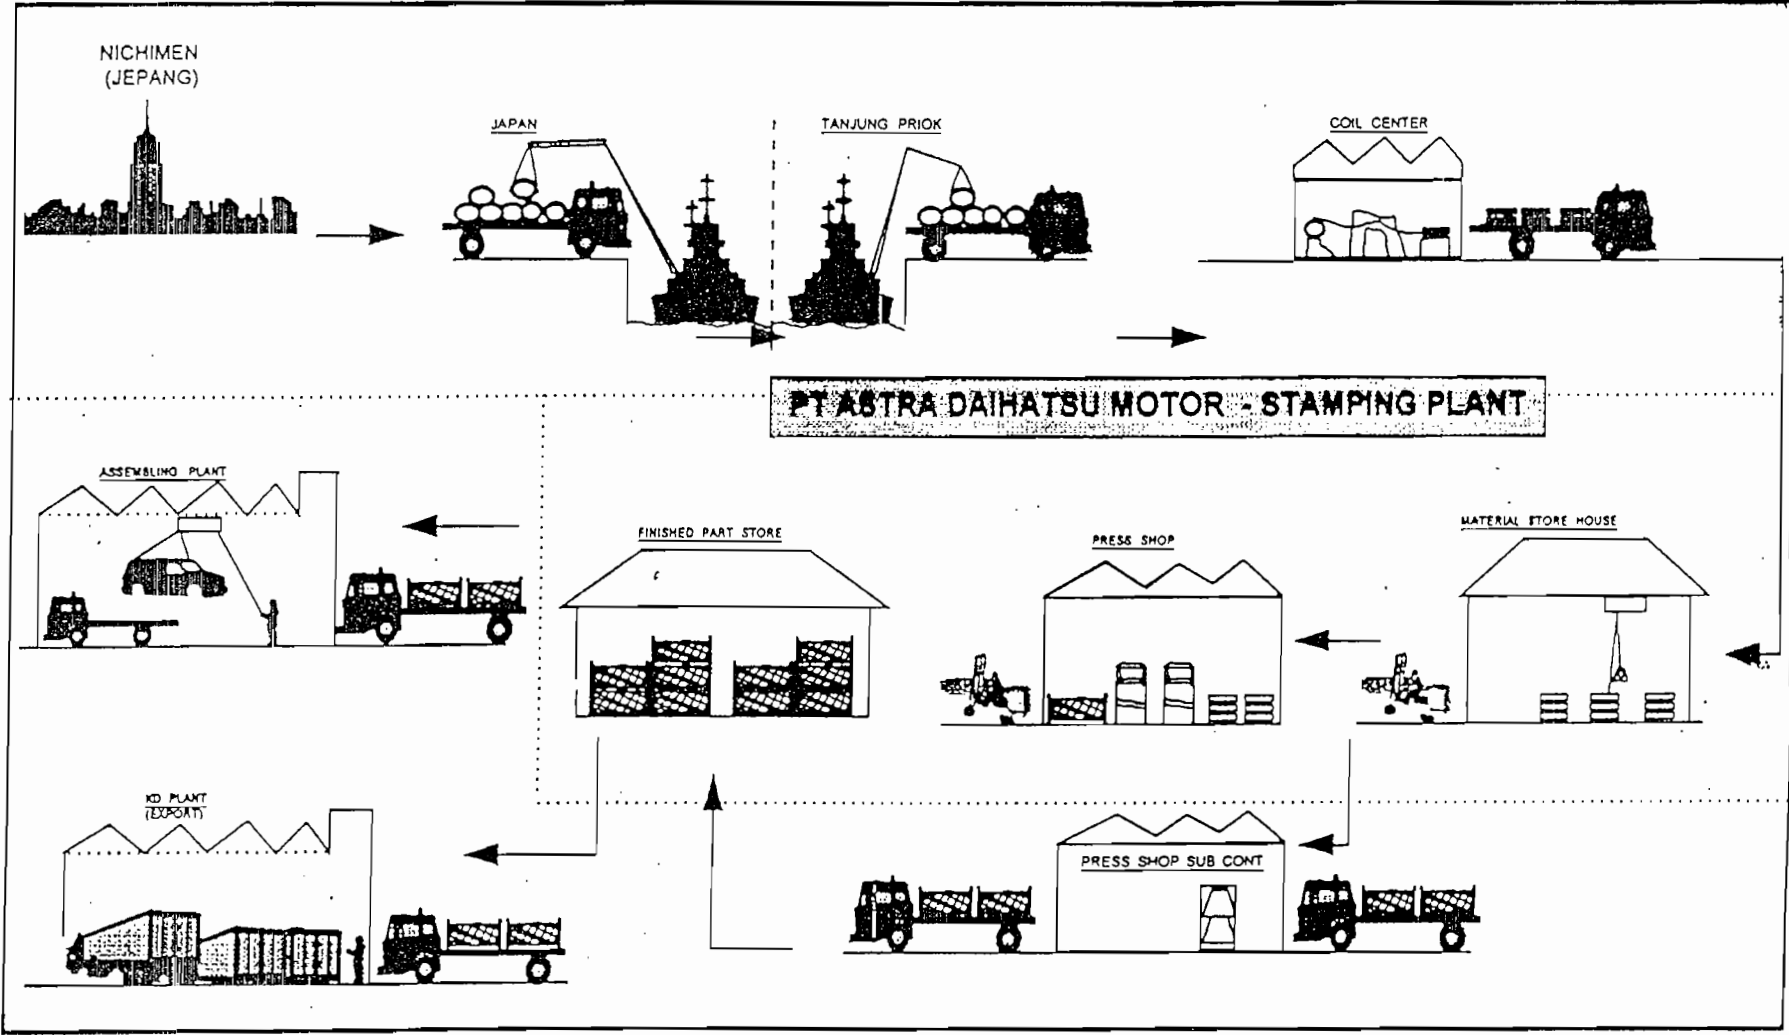 NICHIMEN
(JEPANG)
JAPAN
TANJUNG PRIOK
COIL CENTER
PT ASTRA DAIHATSU MOTOR - STAMPING PLANT
ASSEMBLING PLANT
FINISHED PART STORE
PRESS SHOP
MATERIAL STORE HOUSE
KD PLANT
(EXPORT)
PRESS SHOP SUB CONT